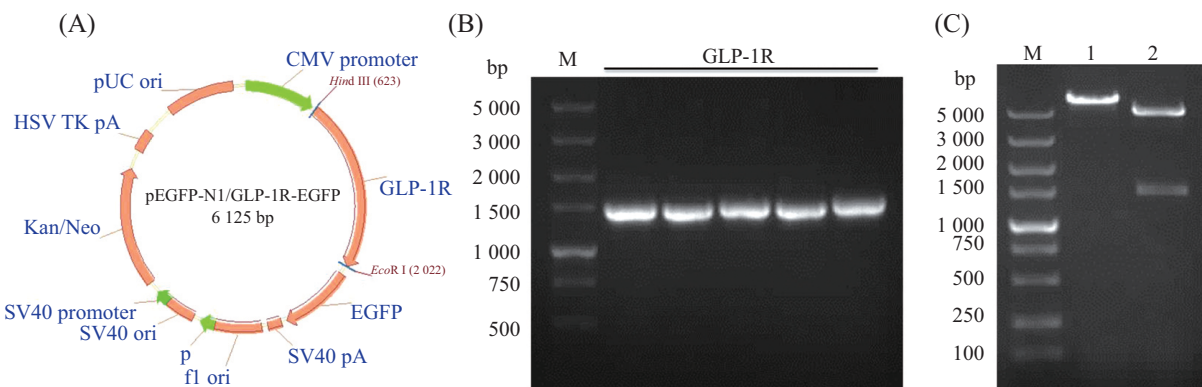 (A)
CMV promoter
Hind III (623)
pUC ori
HSV TK pA
GLP-1R
pEGFP-N1/GLP-1R-EGFP
6 125 bp
Kan/Neo
EcoR I (2 022)
EGFP
SV40 promoter
SV40 ori
SV40 pA
p
f1 ori
(B)
GLP-1R
bp
M
5 000
3 000
2 000
1 500
1 000
750
500
(C)
M 1 2
bp
5 000
3 000
2 000
1 500
1 000
750
500
250
100